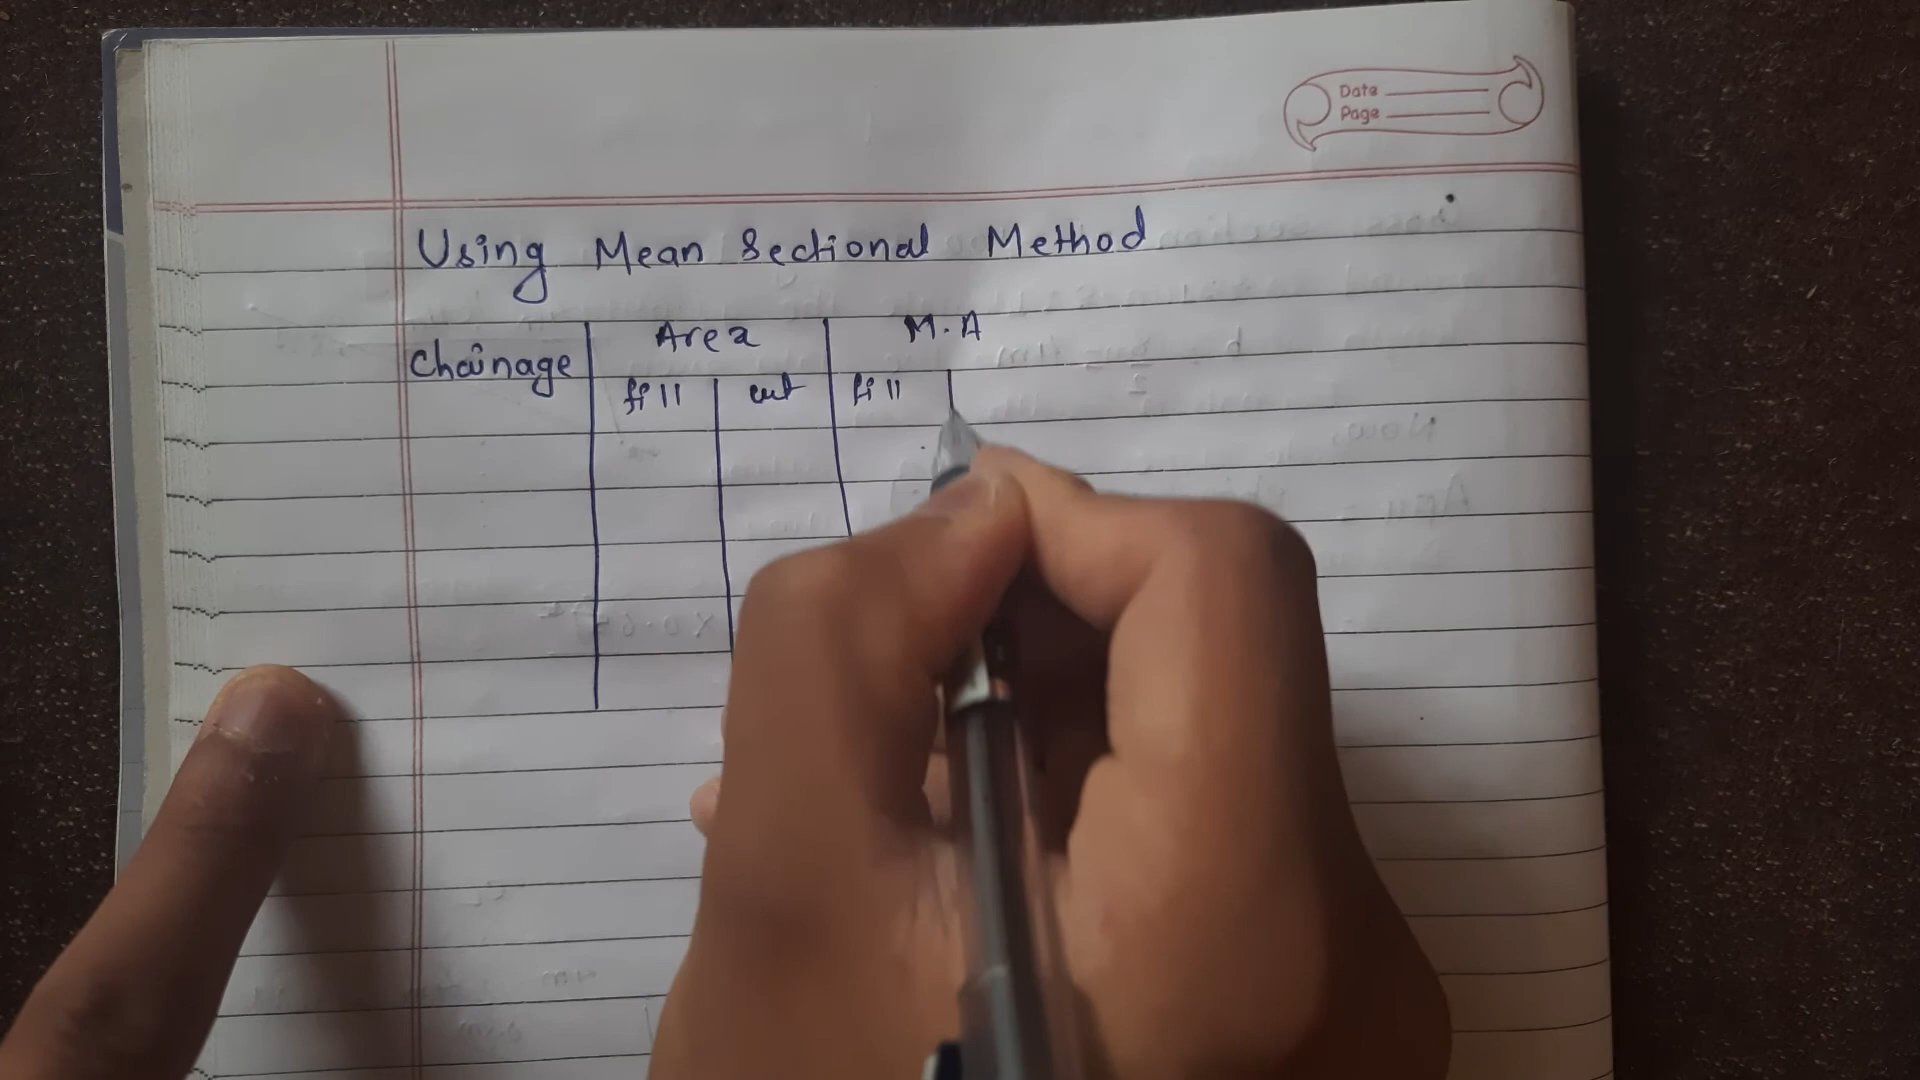 Date
Page
Using Mean Sectional Method
Chainage Area M.A
fill cut fill